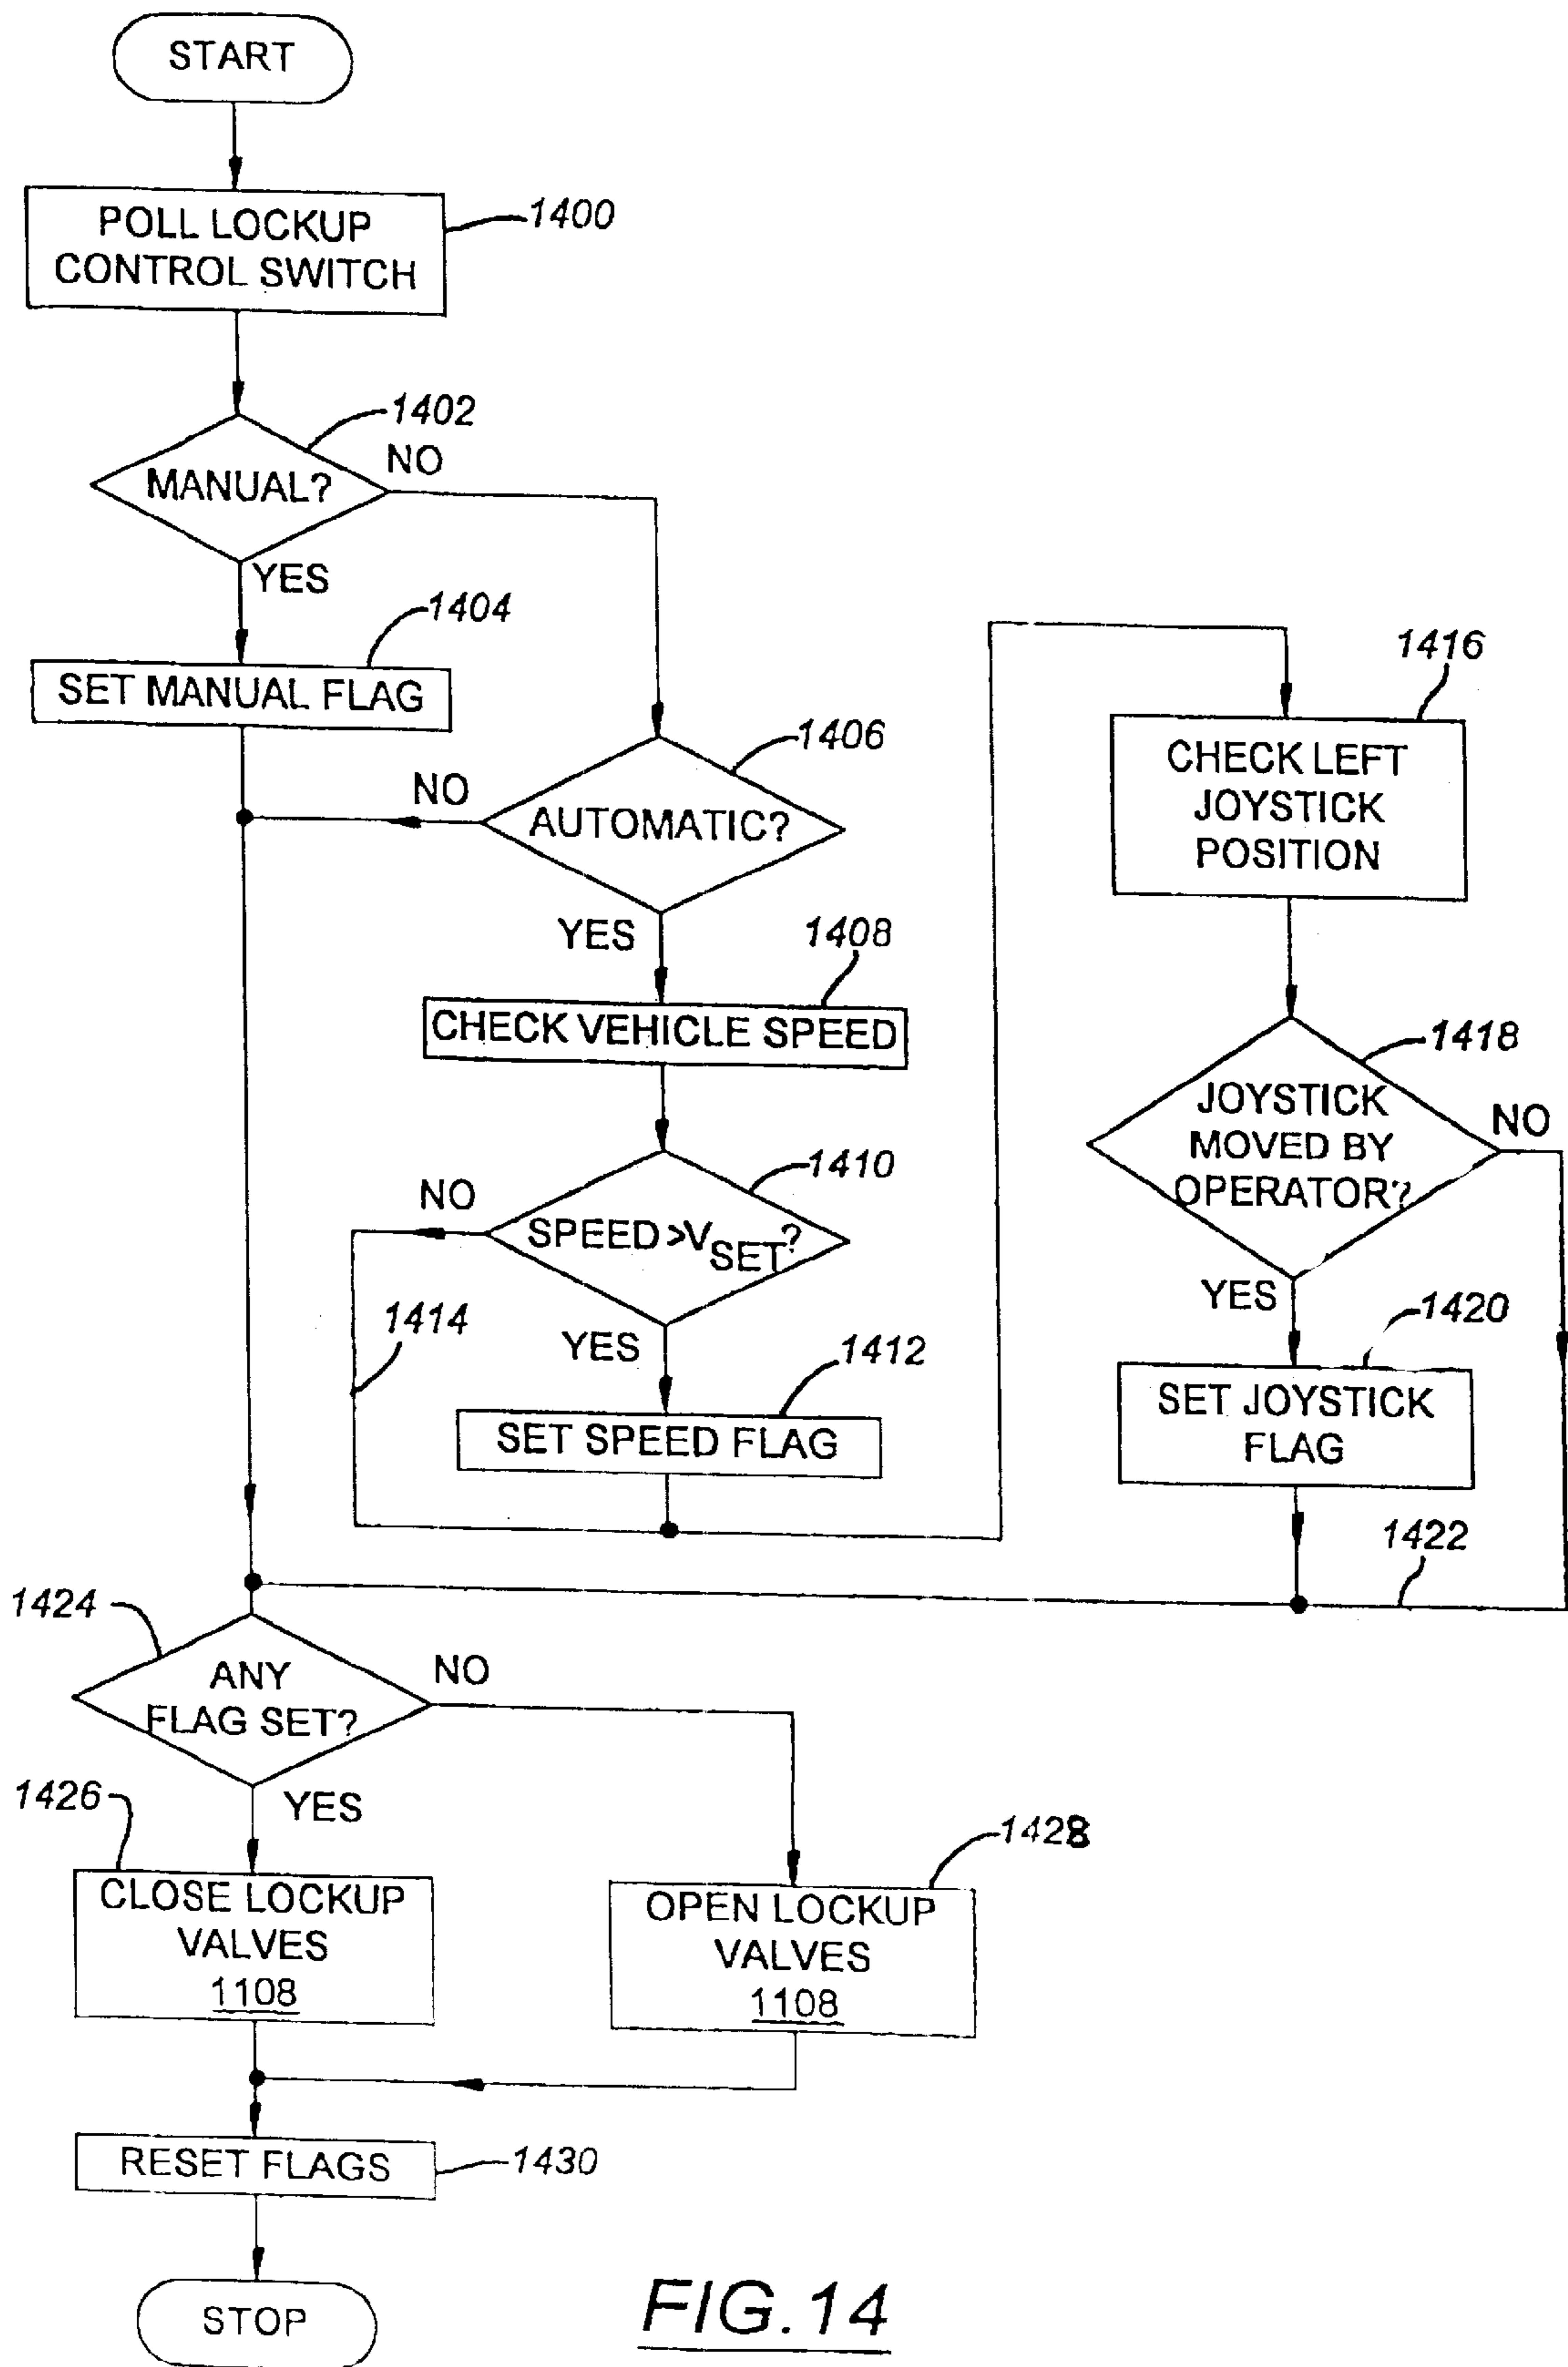 START
POLL LOCKUP
CONTROL SWITCH
1400
1402
MANUAL?
NO
YES
1404
SET MANUAL FLAG
1406
NO
AUTOMATIC?
YES
1408
CHECK VEHICLE SPEED
1410
NO
SPEED>VSET?
1414
YES
1412
SET SPEED FLAG
1416
CHECK LEFT
JOYSTICK
POSITION
1418
JOYSTICK
MOVED BY
OPERATOR?
NO
YES
1420
SET JOYSTICK
FLAG
1422
1424
ANY
FLAG SET?
NO
1426
YES
CLOSE LOCKUP
VALVES
1108
1428
OPEN LOCKUP
VALVES
1108
RESET FLAGS
1430
STOP
FIG.14